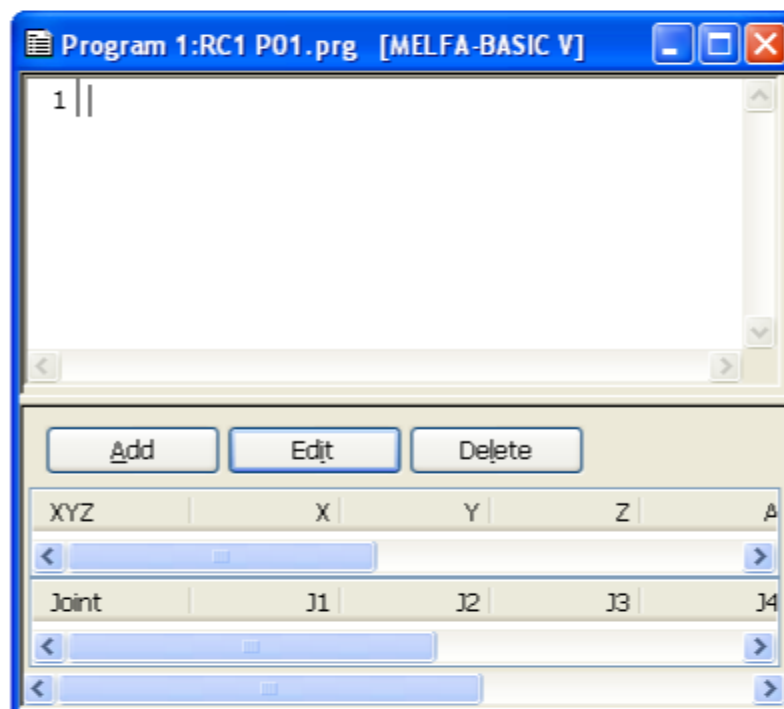 Program 1:RC1 P01.prg [MELFA-BASIC V]
1
Add Edit Delete
XYZ X Y Z A
Joint J1 J2 J3 J4